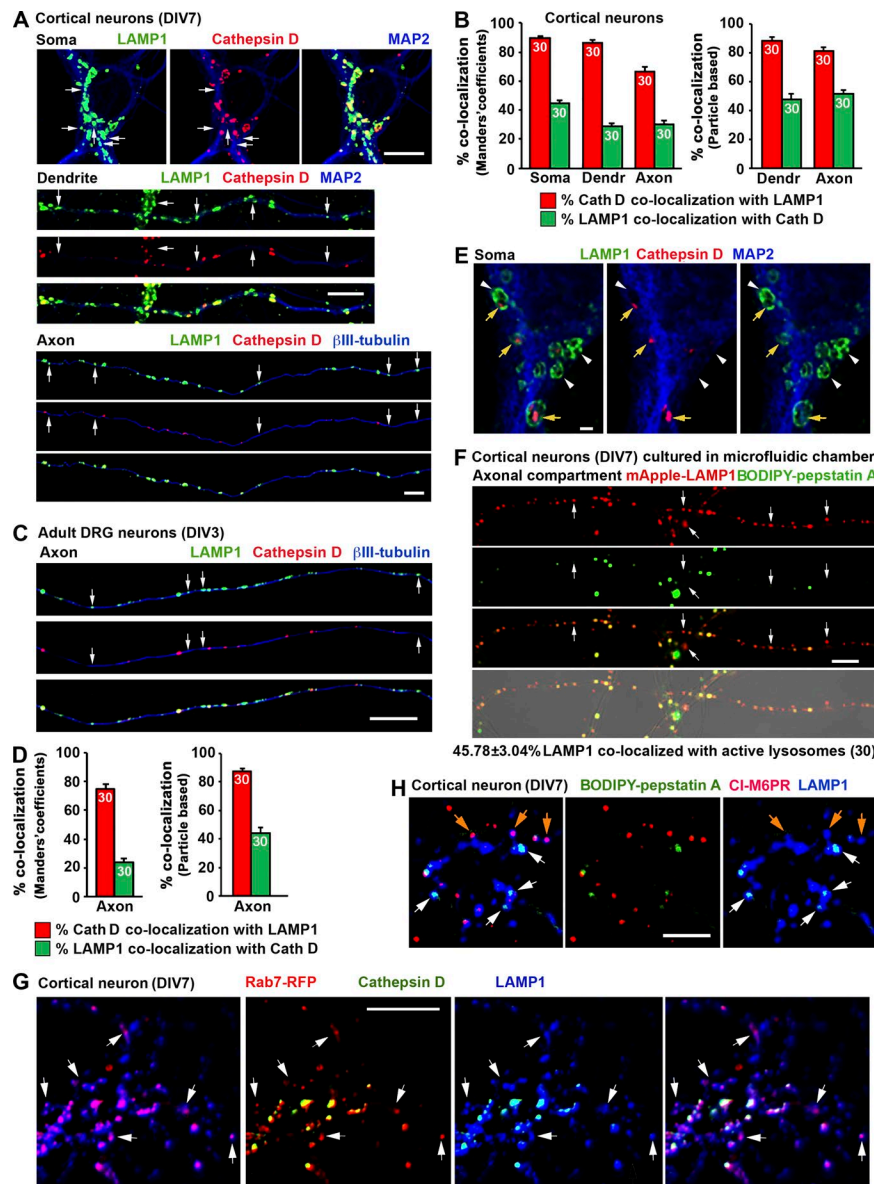 A Cortical neurons (DIV7)
Soma LAMP1 Cathepsin D MAP2
Dendrite LAMP1 Cathepsin D MAP2
Axon LAMP1 Cathepsin D βIII-tubulin
B Cortical neurons
% co-localization
(Manders'coefficients)
100
80
60
40
20
0
30
30
30
30
30
30
Soma Dendr Axon
% co-localization
(Particle based)
100
80
60
40
20
0
30
30
30
30
Dendr Axon
% Cath D co-localization with LAMP1
% LAMP1 co-localization with Cath D
C Adult DRG neurons (DIV3)
Axon LAMP1 Cathepsin D βIII-tubulin
D
% co-localization
(Manders'coefficients)
100
80
60
40
20
0
30
30
Axon
% co-localization
(Particle based)
100
80
60
40
20
0
30
30
Axon
% Cath D co-localization with LAMP1
% LAMP1 co-localization with Cath D
E Soma LAMP1 Cathepsin D MAP2
F Cortical neurons (DIV7) cultured in microfluidic chamber
Axonal compartment mApple-LAMP1 BODIPY-pepstatin A
45.78±3.04% LAMP1 co-localized with active lysosomes (30)
H Cortical neuron (DIV7) BODIPY-pepstatin A CI-M6PR LAMP1
G Cortical neuron (DIV7) Rab7-RFP Cathepsin D LAMP1